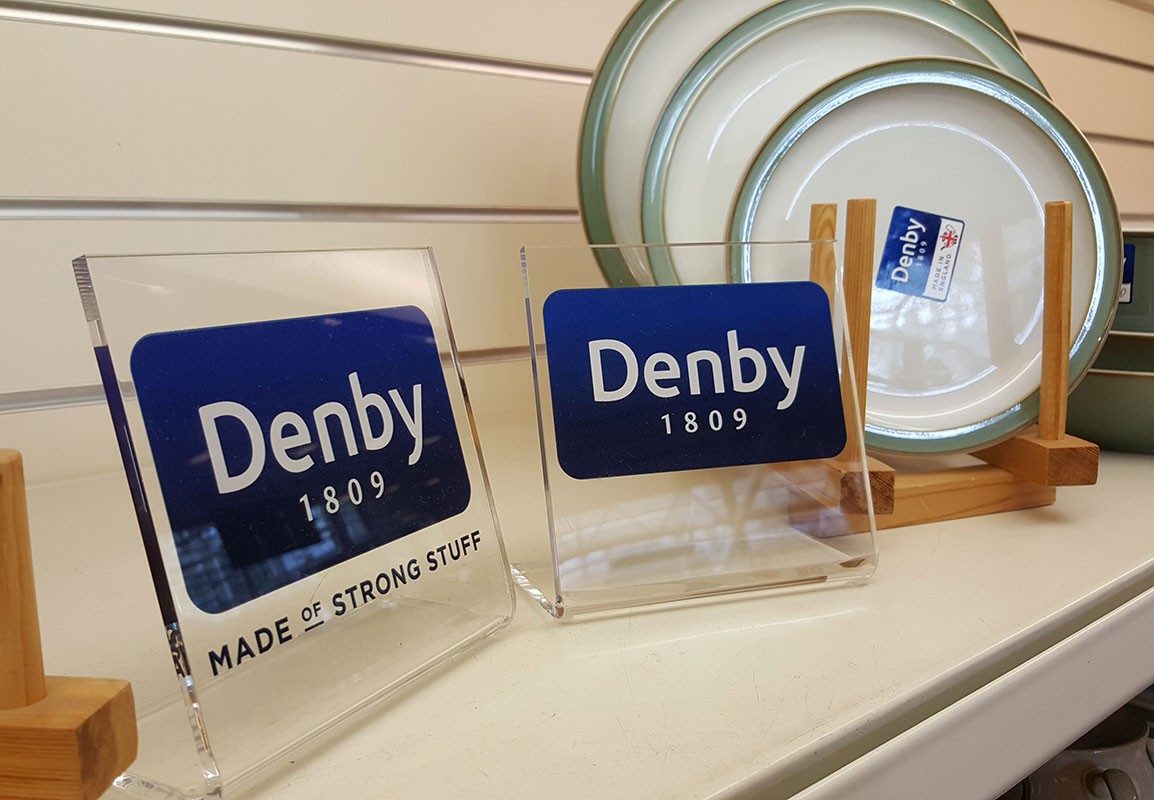 Denby
1809
MADE OF STRONG STUFF
Denby
1809
Denby
1809
MADE IN
ENGLAND